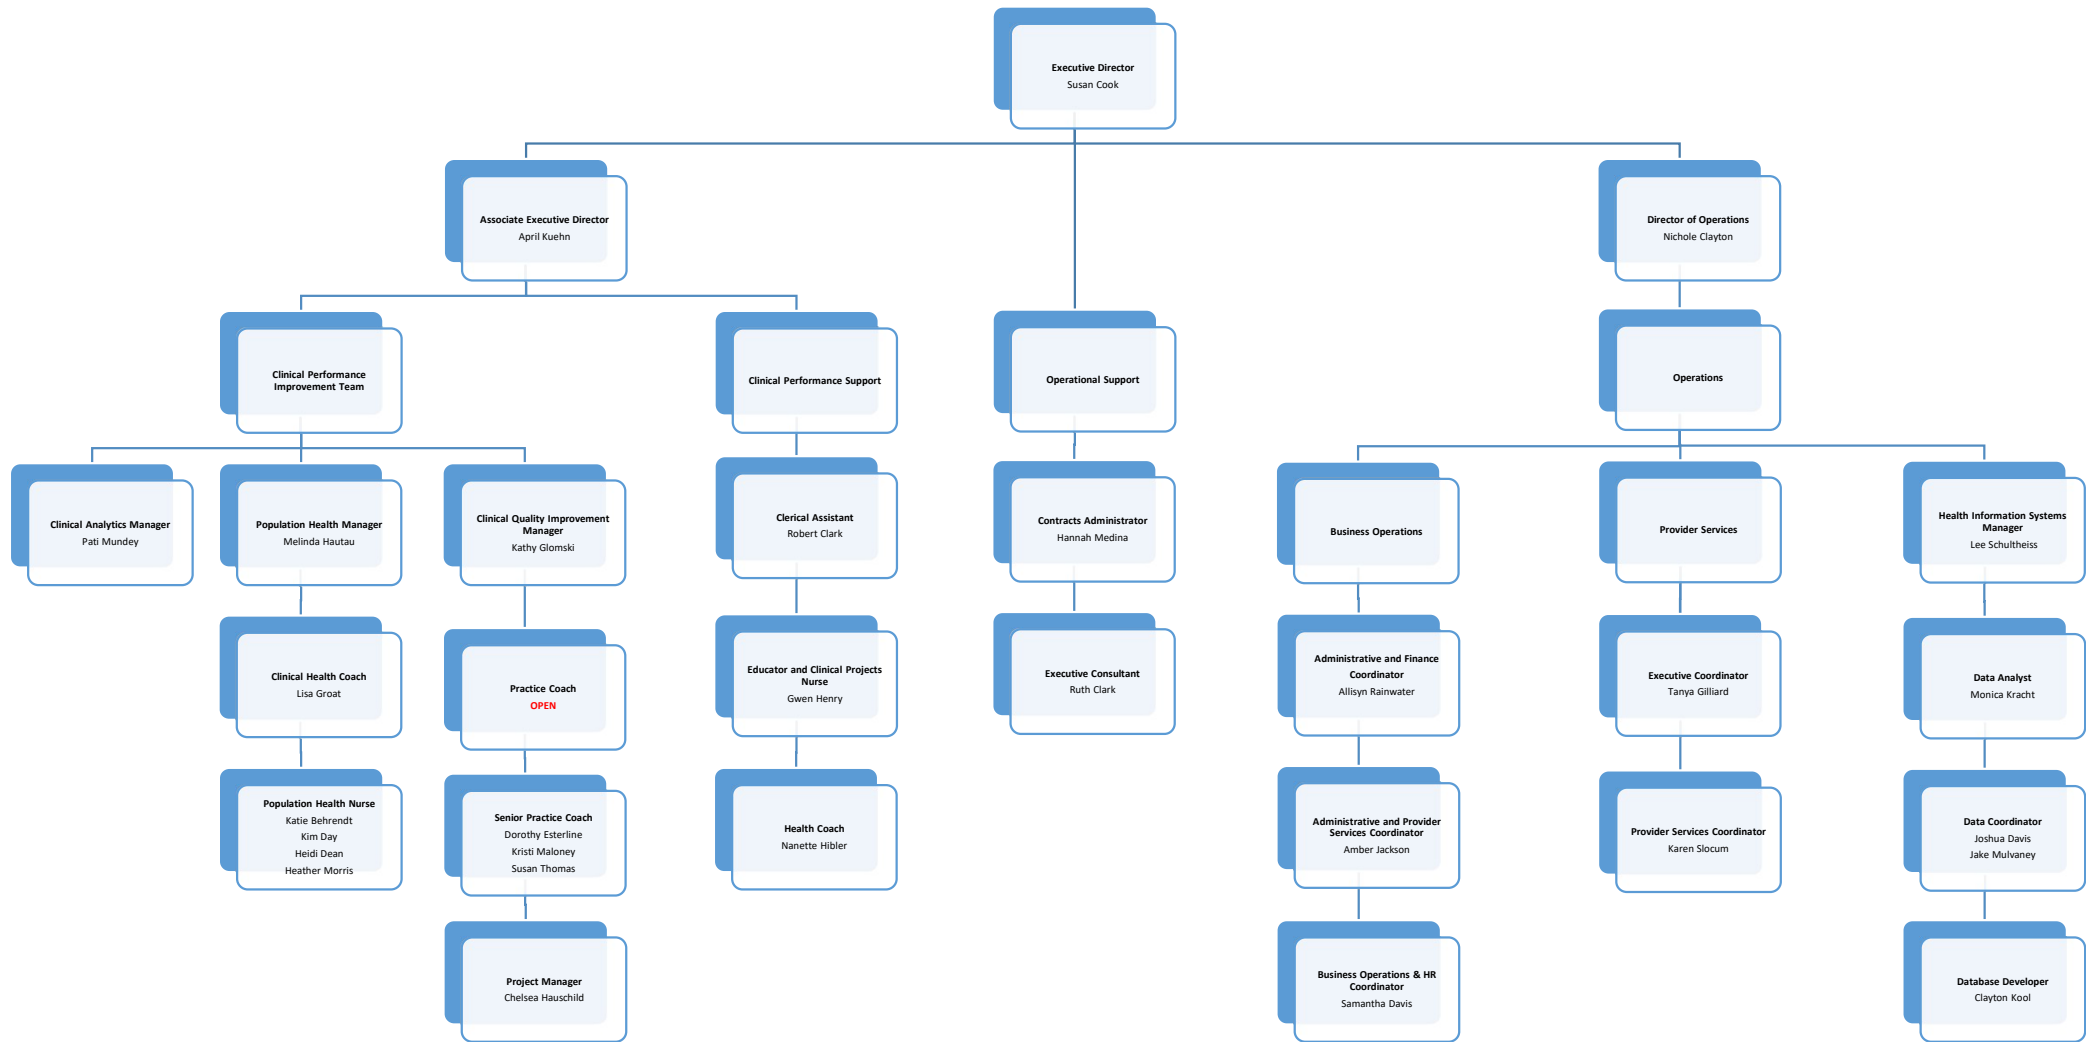 Executive Director
Susan Cook
Associate Executive Director
April Kuehn
Director of Operations
Nichole Clayton
Clinical Performance
Improvement Team
Clinical Performance Support
Operational Support
Operations
Clinical Analytics Manager
Pati Mundey
Population Health Manager
Melinda Hautau
Clinical Quality Improvement
Manager
Kathy Glomski
Clerical Assistant
Robert Clark
Contracts Administrator
Hannah Medina
Business Operations
Provider Services
Health Information Systems
Manager
Lee Schultheiss
Clinical Health Coach
Lisa Groat
Practice Coach
OPEN
Educator and Clinical Projects
Nurse
Gwen Henry
Executive Consultant
Ruth Clark
Administrative and Finance
Coordinator
Allisyn Rainwater
Executive Coordinator
Tanya Gilliard
Data Analyst
Monica Kracht
Population Health Nurse
Katie Behrendt
Kim Day
Heidi Dean
Heather Morris
Senior Practice Coach
Dorothy Esterline
Kristi Maloney
Susan Thomas
Health Coach
Nanette Hibler
Administrative and Provider
Services Coordinator
Amber Jackson
Provider Services Coordinator
Karen Slocum
Data Coordinator
Joshua Davis
Jake Mulvaney
Project Manager
Chelsea Hauschild
Business Operations & HR
Coordinator
Samantha Davis
Database Developer
Clayton Kool